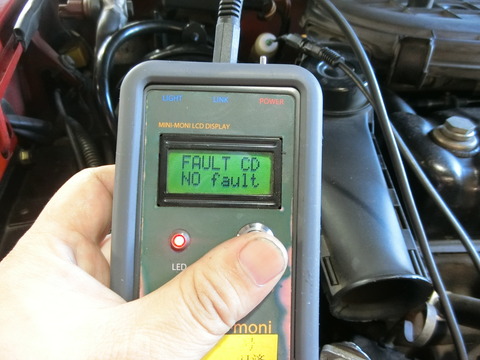 LIGHT LINK POWER
MINI-MONI LCD DISPLAY
FAULT CD
NO fault
LED
moni